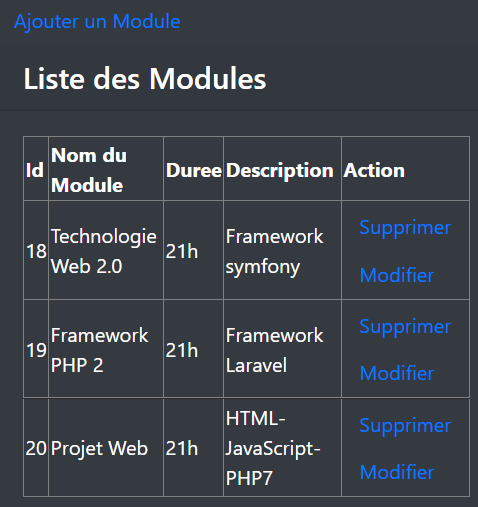 Ajouter un Module
Liste des Modules
Id Nom du Module Duree Description Action
18 Technologie Web 2.0 21h Framework symfony Supprimer Modifier
19 Framework PHP 2 21h Framework Laravel Supprimer Modifier
20 Projet Web 21h HTML-JavaScript-PHP7 Supprimer Modifier